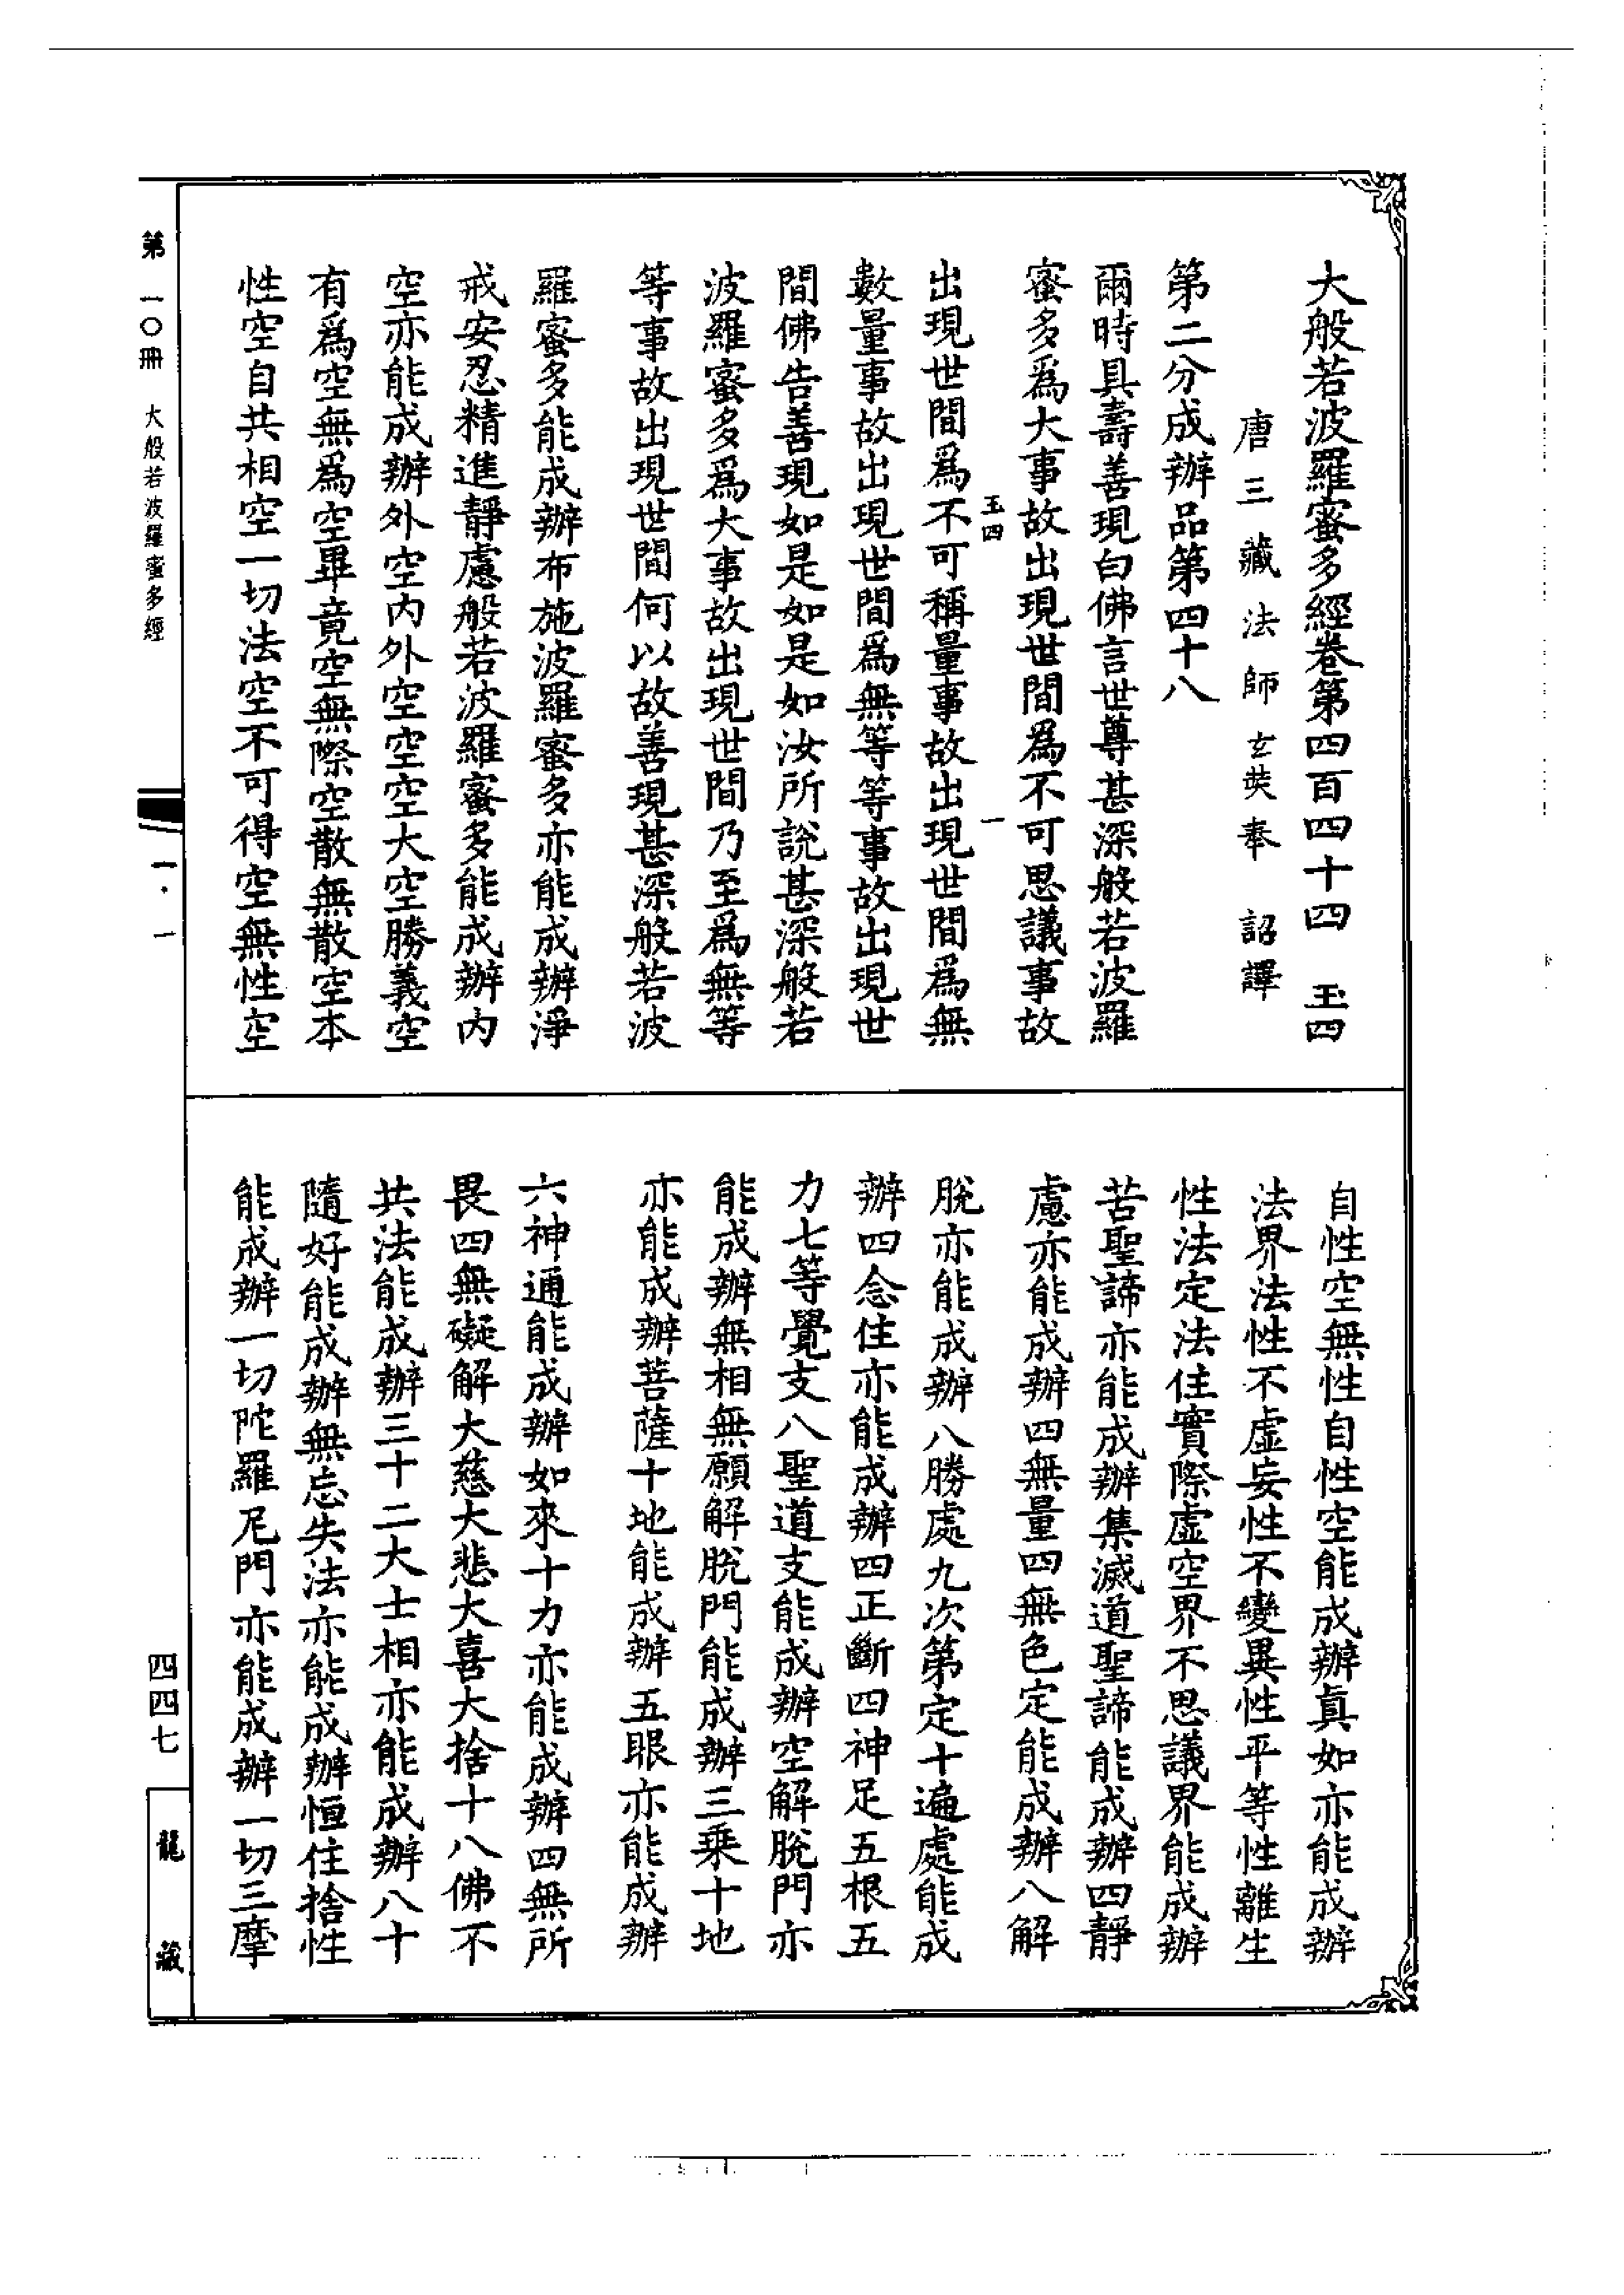 大般若波羅蜜多經卷第四百四十四　玉四
唐三藏法師玄奘奉　詔譯
第二分成辦品第四十八
爾時具壽善現白佛言世尊甚深般若波羅
蜜多爲大事故出現世間爲不可思議事故
玉四　一
出現世間爲不可稱量事故出現世間爲無
數量事故出現世間爲無等等事故出現世
間佛告善現如是如是如汝所說甚深般若
波羅蜜多爲大事故出現世間乃至爲無等
等事故出現世間何以故善現甚深般若波
羅蜜多能成辦布施波羅蜜多亦能成辦淨
戒安忍精進靜慮般若波羅蜜多能成辦內
空亦能成辦外空內外空空空大空勝義空
有爲空無爲空畢竟空無際空散無散空本
性空自共相空一切法空不可得空無性空
自性空無性自性空能成辦真如亦能成辦
法界法性不虛妄性不變異性平等性離生
性法定法住實際虛空界不思議界能成辦
苦聖諦亦能成辦集滅道聖諦能成辦四靜
慮亦能成辦四無量四無色定能成辦八解
脫亦能成辦八勝處九次第定十遍處能成
辦四念住亦能成辦四正斷四神足五根五
力七等覺支八聖道支能成辦空解脫門亦
能成辦無相無願解脫門能成辦三乘十地
亦能成辦菩薩十地能成辦五眼亦能成辦
六神通能成辦如來十力亦能成辦四無所
畏四無礙解大慈大悲大喜大捨十八佛不
共法能成辦三十二大士相亦能成辦八十
隨好能成辦無忘失法亦能成辦恒住捨性
能成辦一切陀羅尼門亦能成辦一切三摩
第一〇冊　大般若波羅蜜多經
一·一
四四七
龍藏